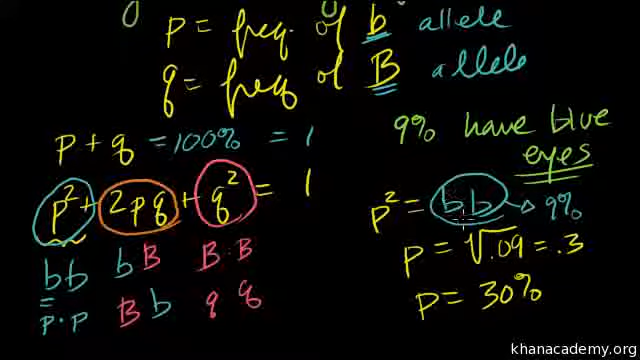 p = freq. of b allele
q = freq of B allele
p + q = 100% = 1
9% have blue eyes
p² + 2pq + q² = 1
p² = bb → 9%
p = √.09 = .3
p = 30%
bb bB B·B
p·p Bb q q
khanacademy.org